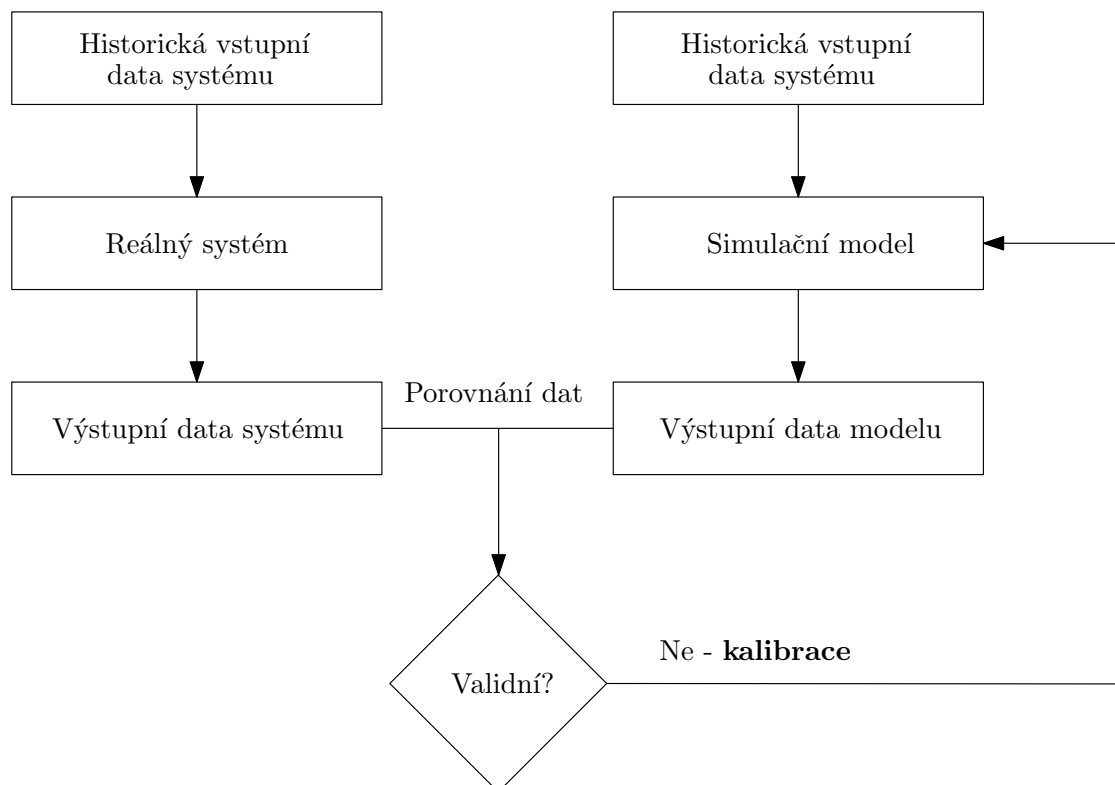 Historická vstupní
data systému
Historická vstupní
data systému
Reálný systém
Simulační model
Porovnání dat
Výstupní data systému
Výstupní data modelu
Ne - kalibrace
Validní?